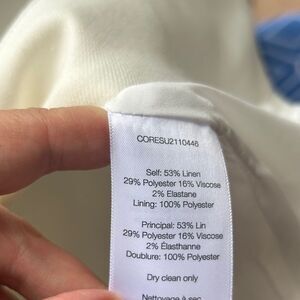 CORESU2110448
Self: 53% Linen
29% Polyester 16% Viscose
2% Elastane
Lining: 100% Polyester
Principal: 53% Lin
29% Polyester 16% Viscose
2% Élasthanne
Doublure: 100% Polyester
Dry clean only
Nettoyage à sec